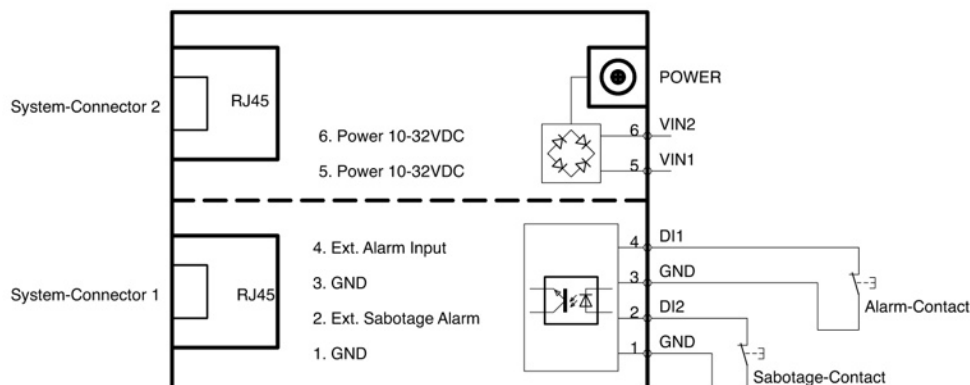 POWER
System-Connector 2
RJ45
6. Power 10-32VDC
6
VIN2
5. Power 10-32VDC
5
VIN1
4. Ext. Alarm Input
4
DI1
3. GND
3
GND
System-Connector 1
RJ45
Alarm-Contact
2. Ext. Sabotage Alarm
2
DI2
1. GND
1
GND
Sabotage-Contact